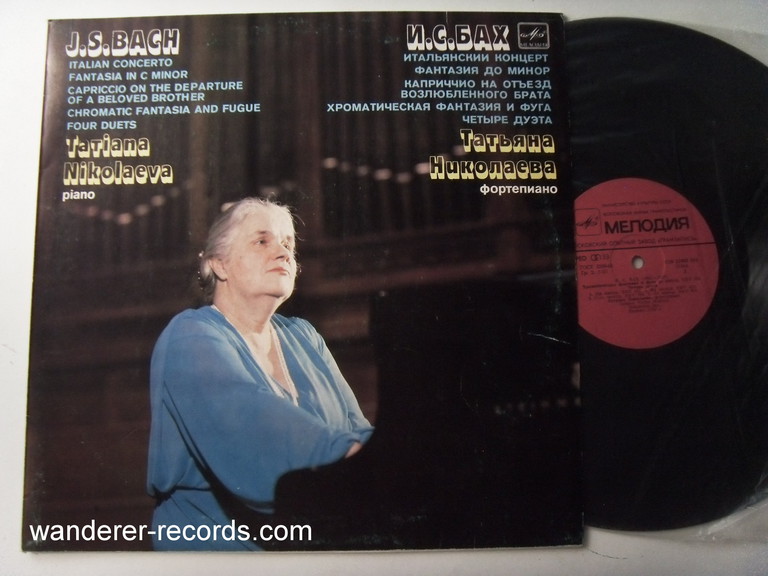 J.S.BACH
ITALIAN CONCERTO
FANTASIA IN C MINOR
CAPRICCIO ON THE DEPARTURE
OF A BELOVED BROTHER
CHROMATIC FANTASIA AND FUGUE
FOUR DUETS
Tatiana
Nikolaeva
piano
И.С.БАХ
ИТАЛЬЯНСКИЙ КОНЦЕРТ
ФАНТАЗИЯ ДО МИНОР
КАПРИЧЧИО НА ОТЪЕЗД
ВОЗЛЮБЛЕННОГО БРАТА
ХРОМАТИЧЕСКАЯ ФАНТАЗИЯ И ФУГА
ЧЕТЫРЕ ДУЭТА
Татьяна
Николаева
фортепиано
МЕЛОДИЯ
wanderer-records.com